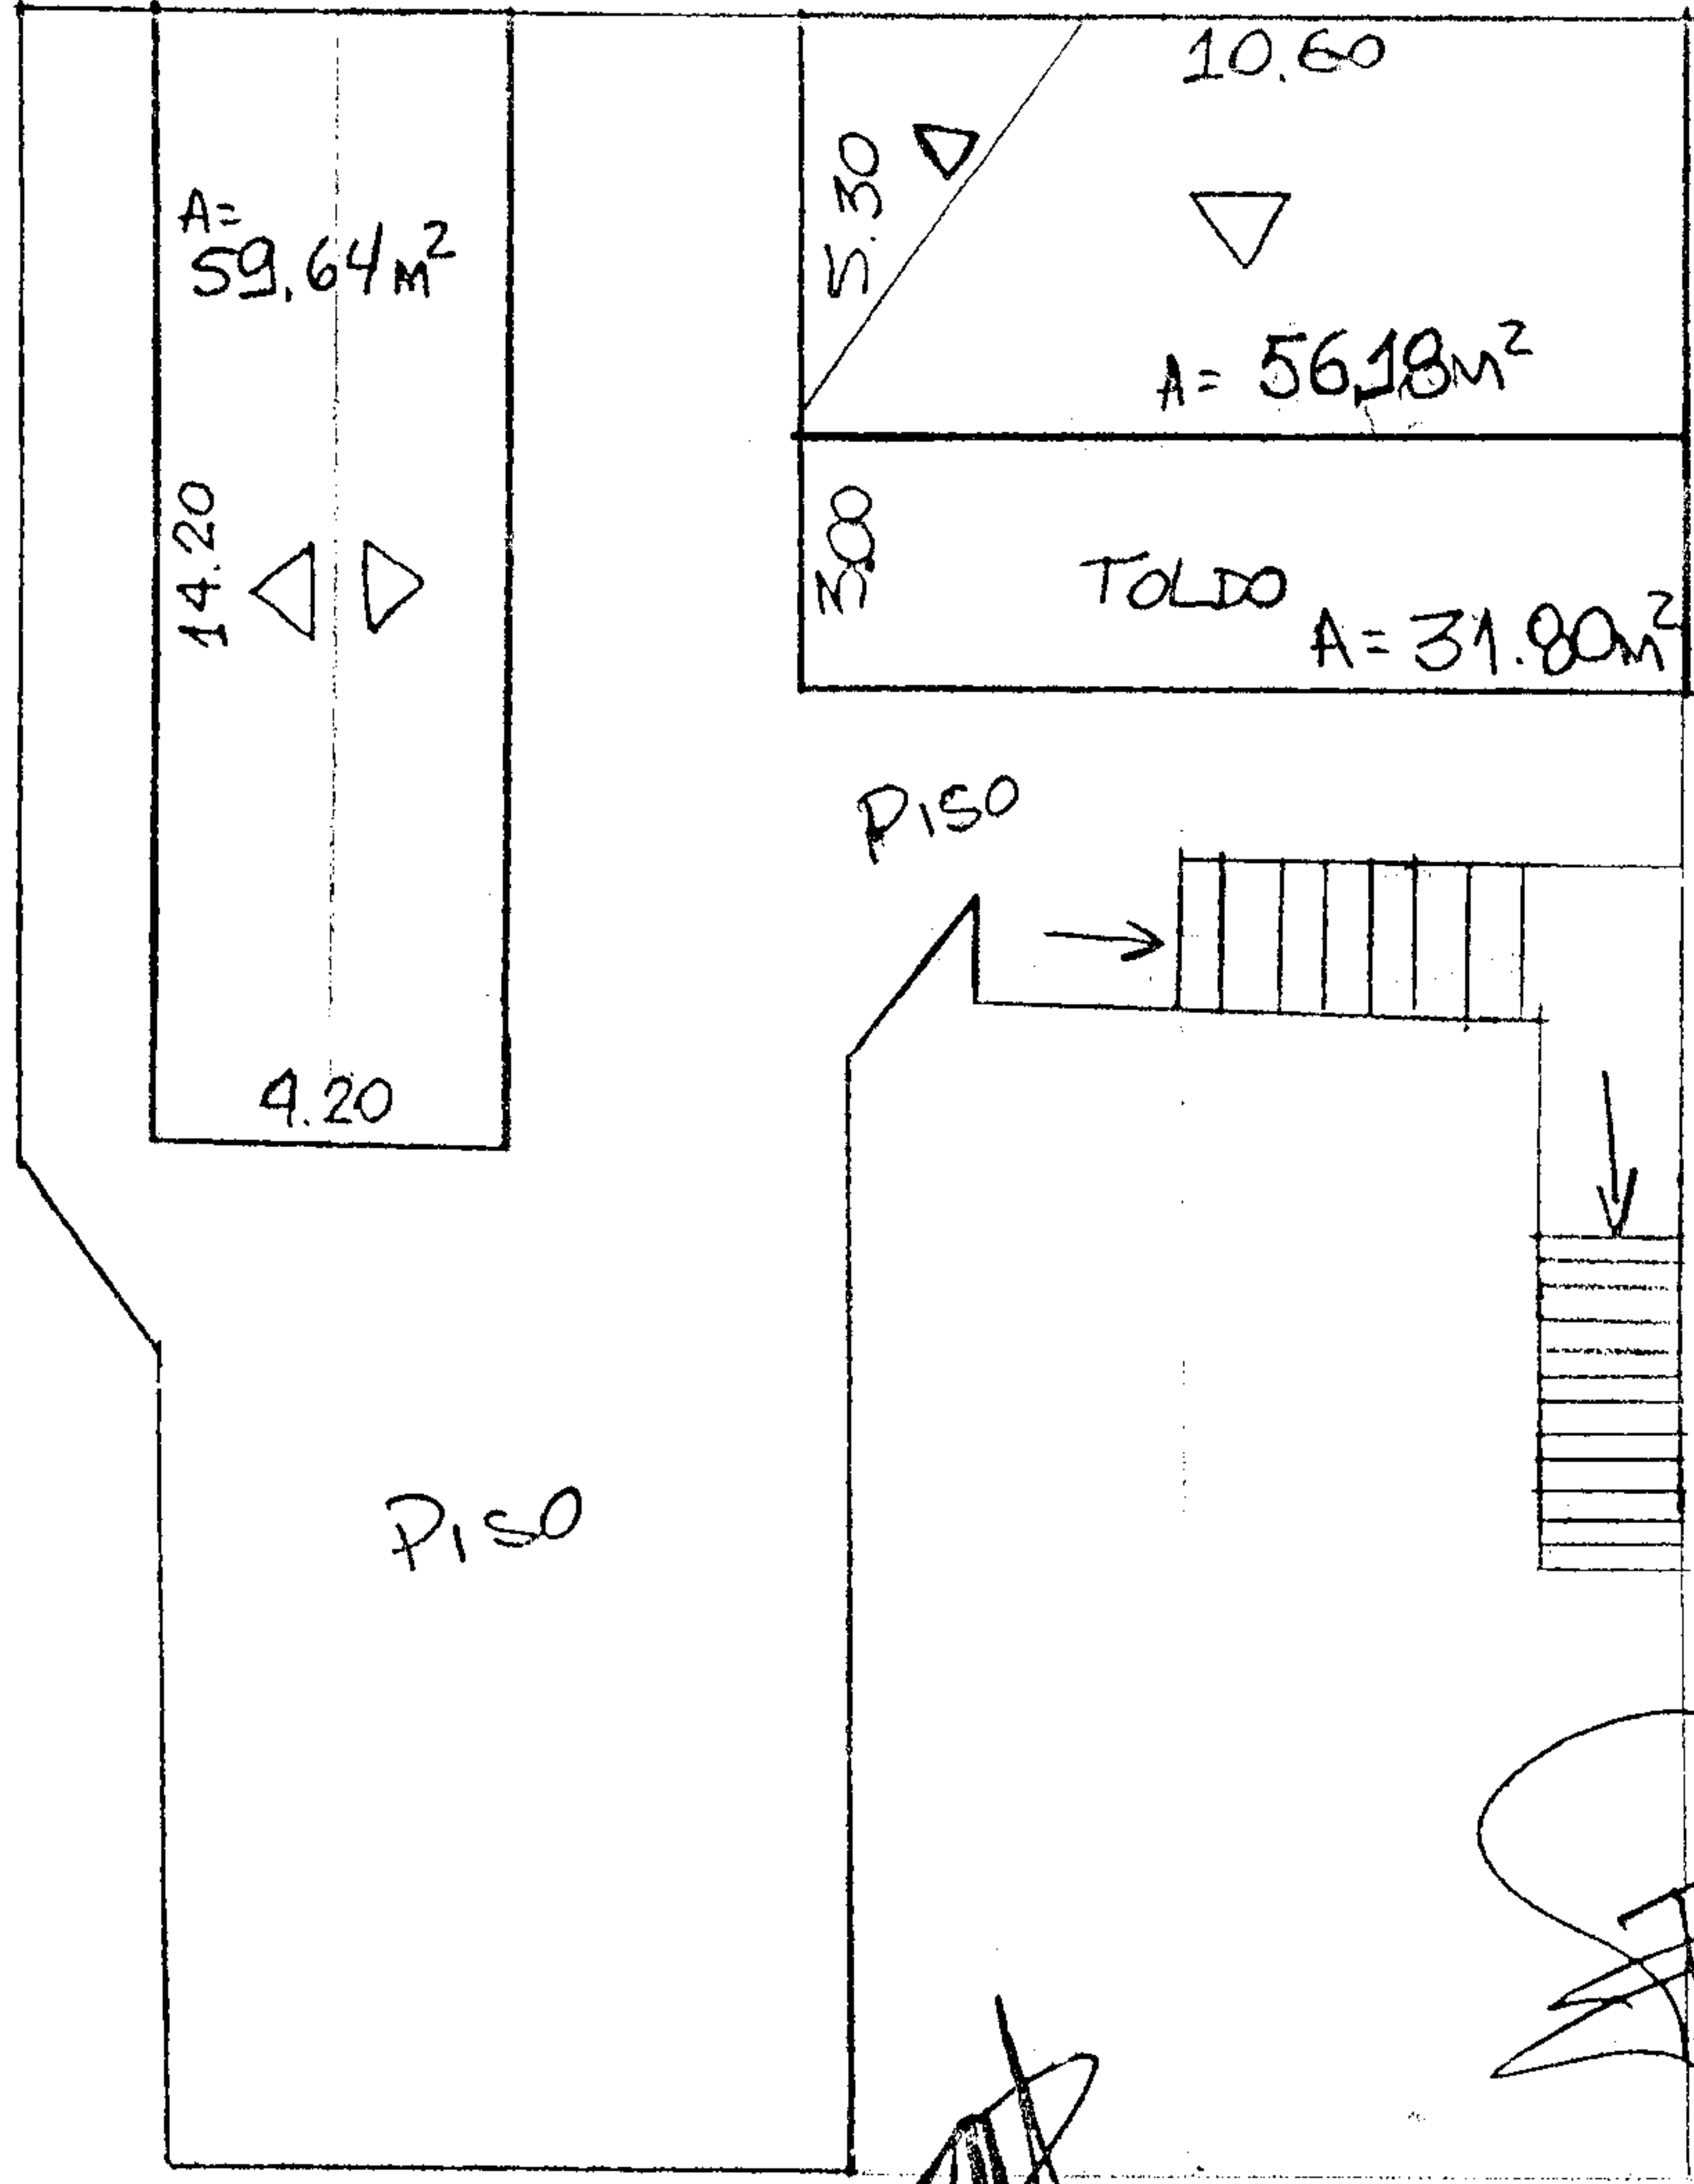 10.60
A=
59.64m²
5.30
A= 56,18m²
14.20
3,00
TOLDO
A= 31.80m²
PISO
4.20
PISO